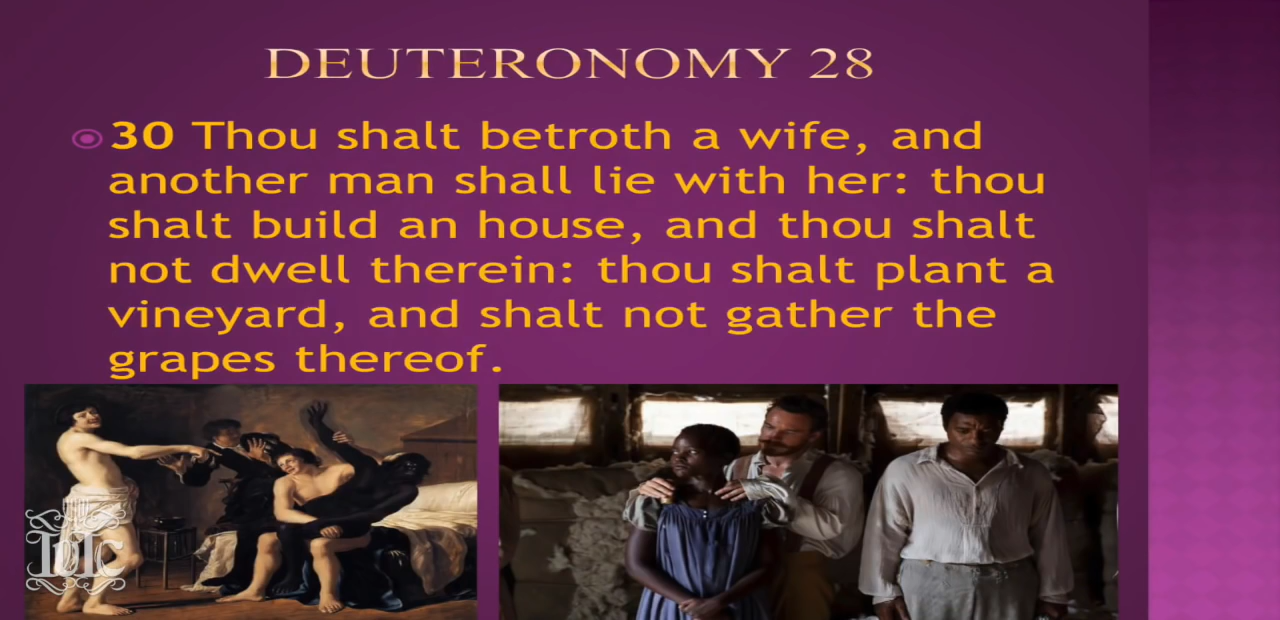 DEUTERONOMY 28
30 Thou shalt betroth a wife, and
another man shall lie with her: thou
shalt build an house, and thou shalt
not dwell therein: thou shalt plant a
vineyard, and shalt not gather the
grapes thereof.